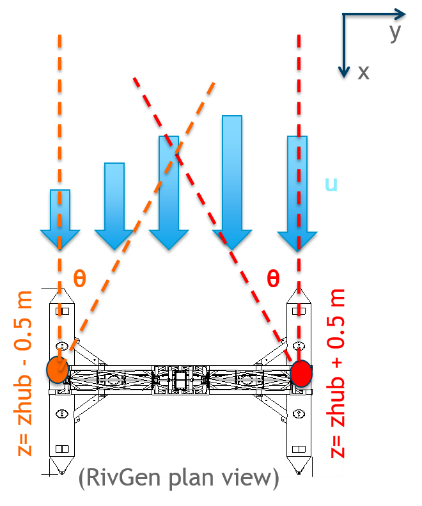 y
x
u
θ
θ
z= zhub - 0.5 m
z= zhub + 0.5 m
(RivGen plan view)